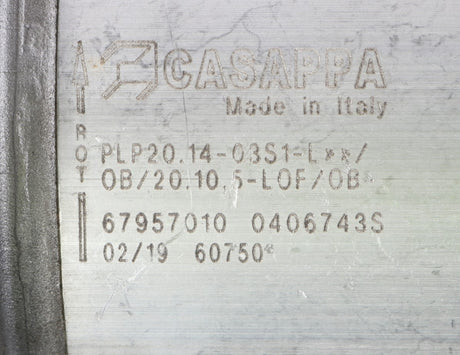 CASAPPA
Made in Italy
ROT
PLP20.14-03S1-L**/
OB/20.10,5-LOF/OB*
67957010 0406743S
02/19 60750*